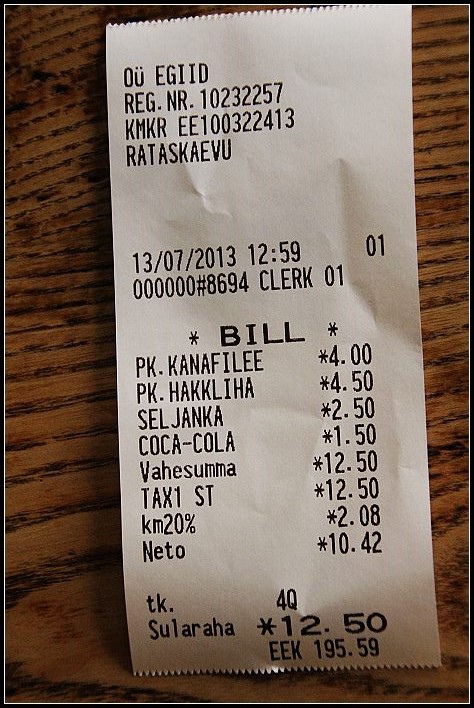 OÜ EGIID
REG.NR.10232257
KMKR EE100322413
RATASKAEVU
13/07/2013 12:59 01
000000#8694 CLERK 01
* BILL *
PK.KANAFILEE *4.00
PK.HAKKLIHA *4.50
SELJANKA *2.50
COCA-COLA *1.50
Vahesumma *12.50
TAX1 ST *12.50
km20% *2.08
Neto *10.42
tk. 4Q
Sularaha *12.50
EEK 195.59